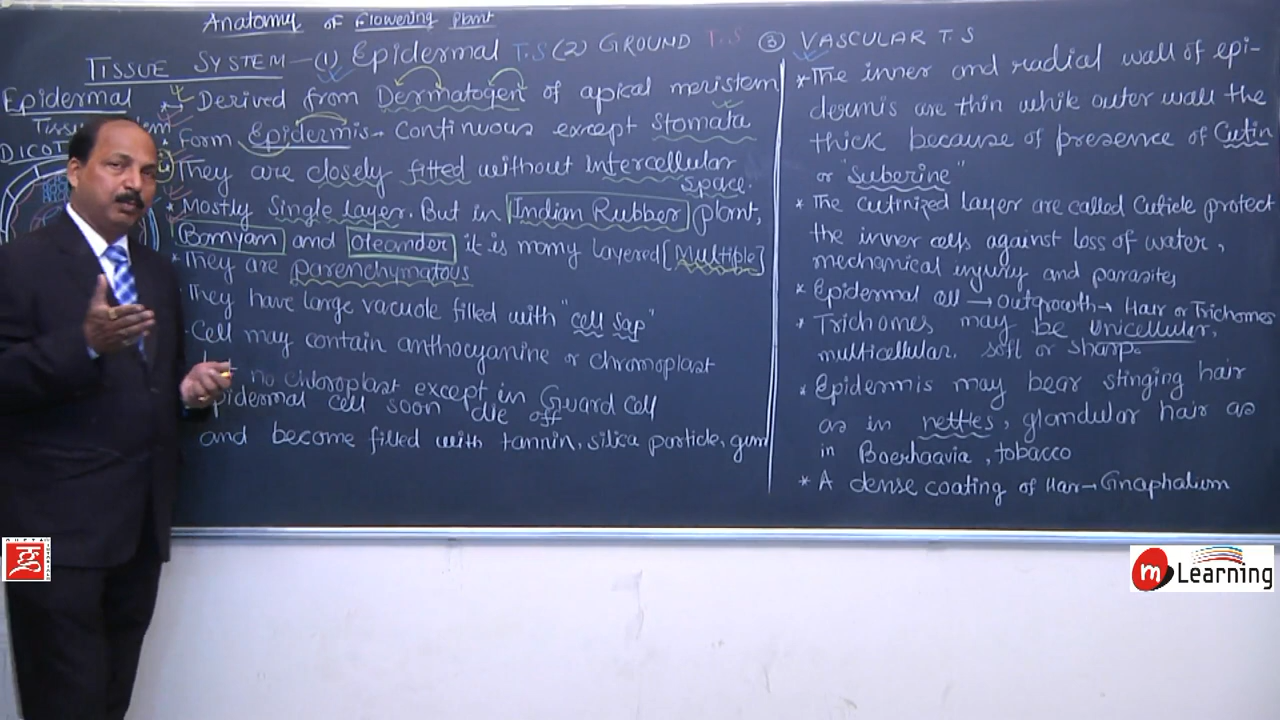 Anatomy of Flowering Plant
TISSUE SYSTEM - (1) Epidermal T.S (2) GROUND T.S (3) VASCULAR T.S
Epidermal
DICOT
Derived from Dermatogen of apical meristem
* Form Epidermis - Continuous except Stomata
They are closely fitted without Intercellular
space.
* Mostly Single layer. But in Indian Rubber plant,
Bamyan and Oteander it is many layered [Multiple]
* They are parenchymatous
They have large vacuole filled with "cell sap"
Cell may contain anthocyanine or chromoplast
no chloroplast except in Guard Cell
pidermal cell soon die off
and become filled with tannin, silica particle, gum
* The inner and radial wall of epi-
dermis are thin while outer wall the
thick because of presence of Cutin
or "Suberine"
* The cutinized layer are called Cuticle protect
the inner cells against loss of water,
mechanical injury and parasites
* Epidermal cell → outgrowth → Hair or Trichomes
* Trichomes may be Unicellular,
multicellular. soft or sharp.
* Epidermis may bear stinging hair
as in nettles, glandular hair as
in Boerhaavia, tobacco
* A dense coating of Hair → Gnaphalium
m Learning